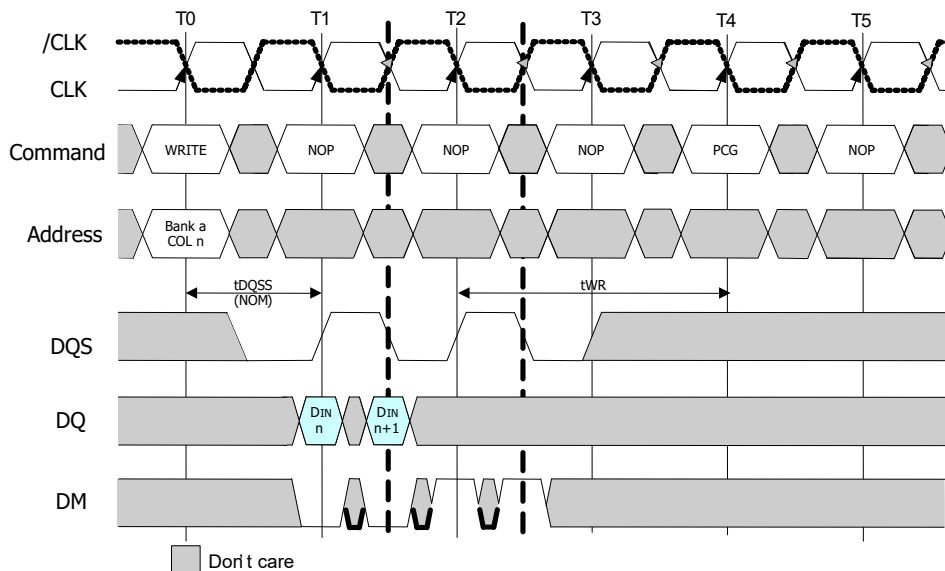 T0 T1 T2 T3 T4 T5
/CLK
CLK
Command WRITE NOP NOP NOP PCG NOP
Address Bank a
COL n
tDQSS
(NOM)
tWR
DQS
DQ DIN
n
DIN
n+1
DM
Don't care